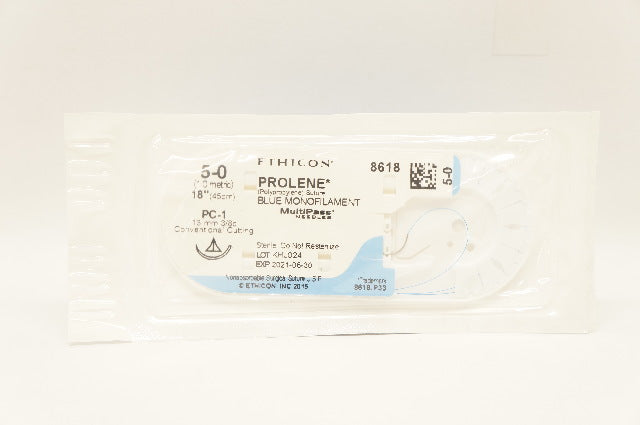 ETHICON*
8618
5-0
5-0
(1.0 metric)
18" (45cm)
PROLENE*
(Polypropylene) Suture
BLUE MONOFILAMENT
MultiPass*
NEEDLES
PC-1
13 mm 3/8c
Conventional Cutting
Sterile. Do Not Resterilize
EXP 2021-06-30
Nonabsorbable Surgical Suture
© ETHICON, INC 2015
*Trademark
8618.P33